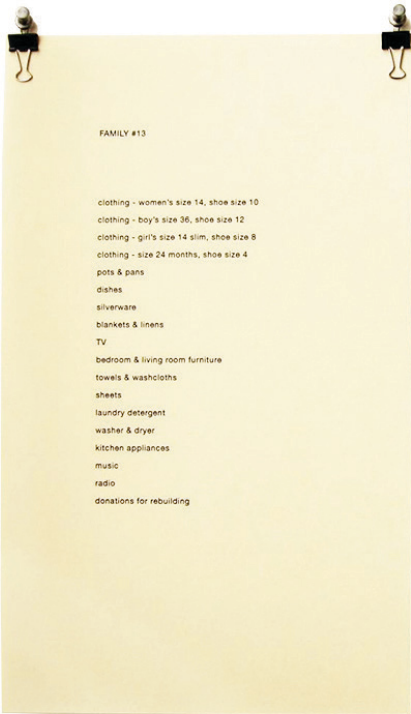 FAMILY #13
clothing - women's size 14, shoe size 10
clothing - boy's size 36, shoe size 12
clothing - girl's size 14 slim, shoe size 8
clothing - size 24 months, shoe size 4
pots & pans
dishes
silverware
blankets & linens
TV
bedroom & living room furniture
towels & washcloths
sheets
laundry detergent
washer & dryer
kitchen appliances
music
radio
donations for rebuilding